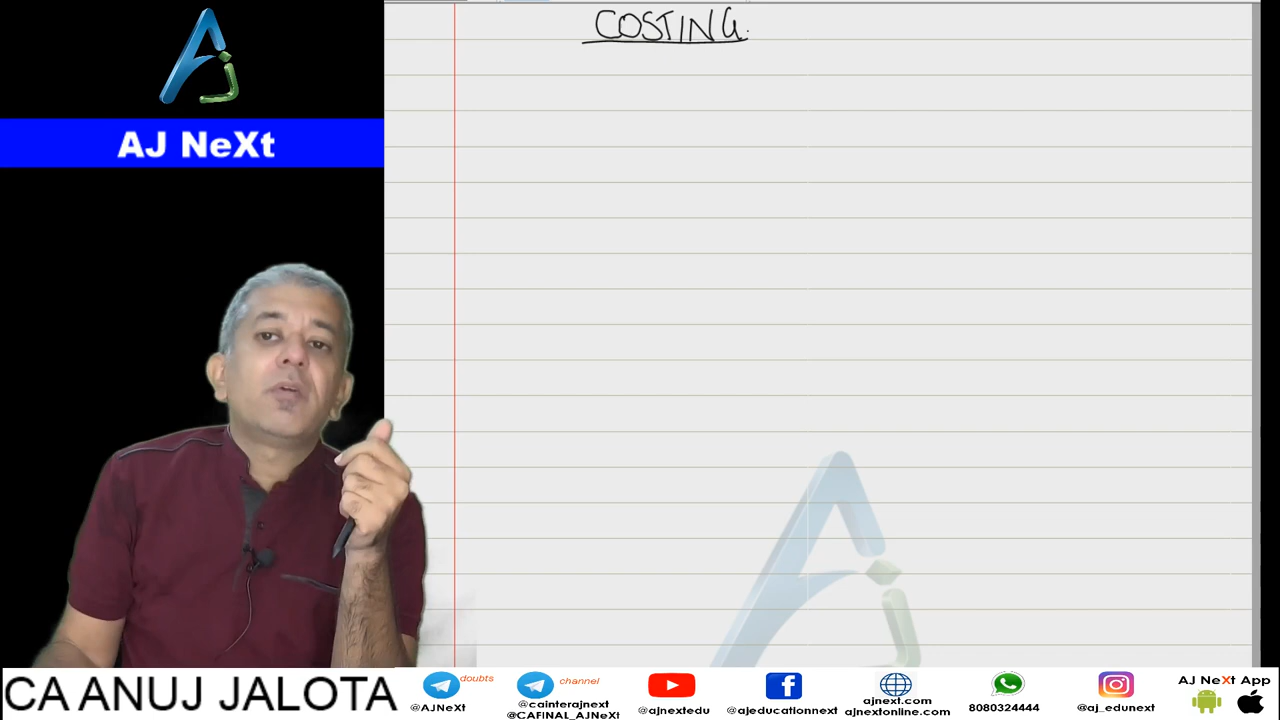 COSTING.
AJ NeXt
CA ANUJ JALOTA
doubts
@AJNeXt
channel
@cainterajnext
@CAFINAL_AJNeXt
@ajnextedu
@ajeducationnext
ajnext.com
ajnextonline.com
8080324444
@aj_edunext
AJ NeXt App